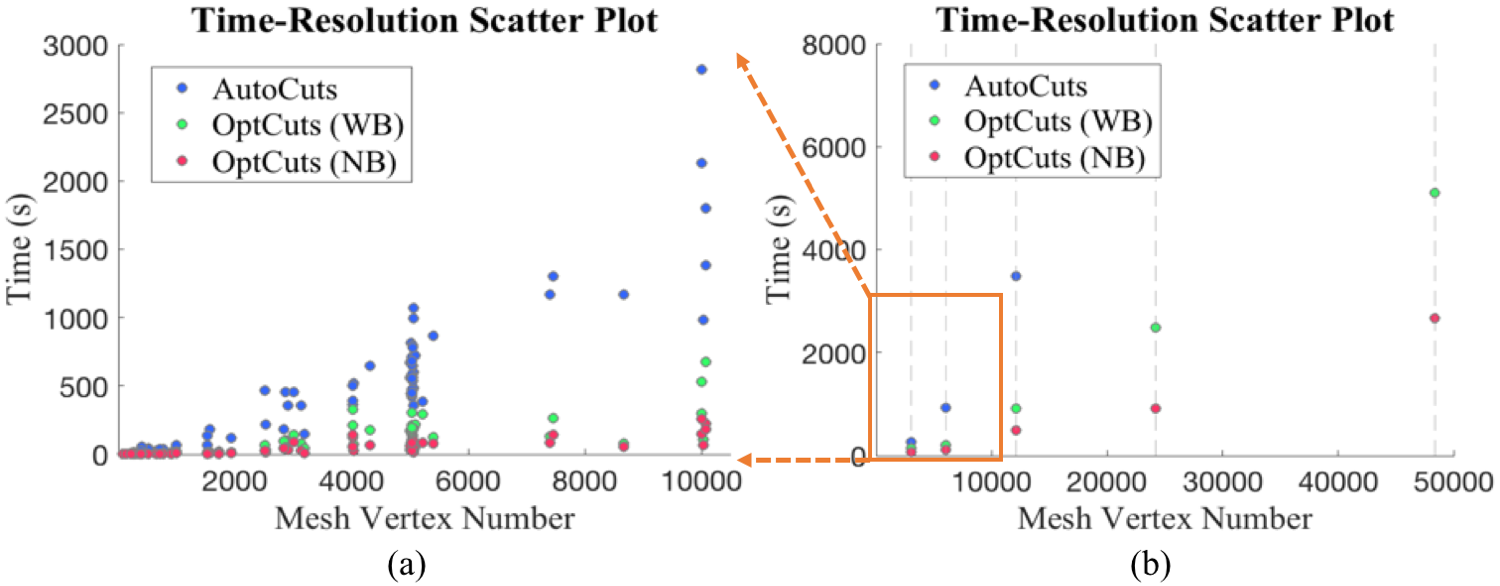 Time-Resolution Scatter Plot
3000
2500
2000
1500
1000
500
0
Time (s)
AutoCuts
OptCuts (WB)
OptCuts (NB)
2000 4000 6000 8000 10000
Mesh Vertex Number
(a)
Time-Resolution Scatter Plot
8000
6000
4000
2000
0
Time (s)
AutoCuts
OptCuts (WB)
OptCuts (NB)
10000 20000 30000 40000 50000
Mesh Vertex Number
(b)